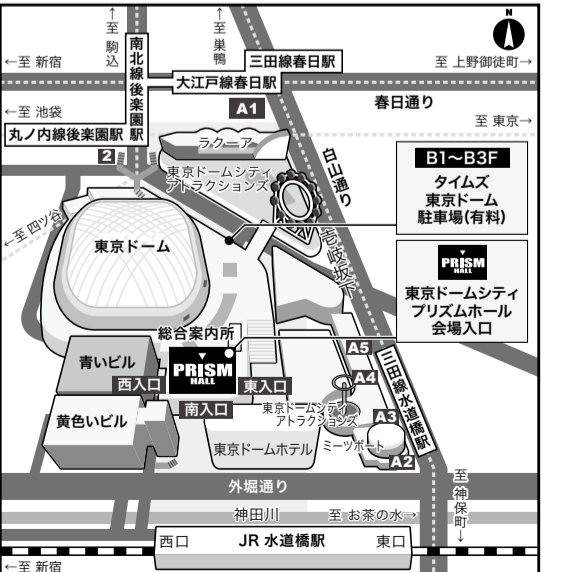 N
←至 駒込
←至 巣鴨
←至 新宿
南北線後楽園駅
三田線春日駅
至 上野御徒町→
大江戸線春日駅
←至 池袋
A1
春日通り
至 東京→
丸ノ内線後楽園駅
2
ラクーア
東京ドームシティ
アトラクションズ
白山通り
B1～B3F
タイムズ
東京ドーム
駐車場(有料)
←至 四ツ谷
東京ドーム
壱岐坂下
PRISM
HALL
東京ドームシティ
プリズムホール
会場入口
総合案内所
青いビル
PRISM
HALL
西入口
東入口
南入口
A5
A4
三田線水道橋駅
東京ドームシティ
アトラクションズ
A3
黄色いビル
東京ドームホテル
ミーツポート
A2
外堀通り
至 神保町→
神田川
至 お茶の水→
西口
JR 水道橋駅
東口
←至 新宿